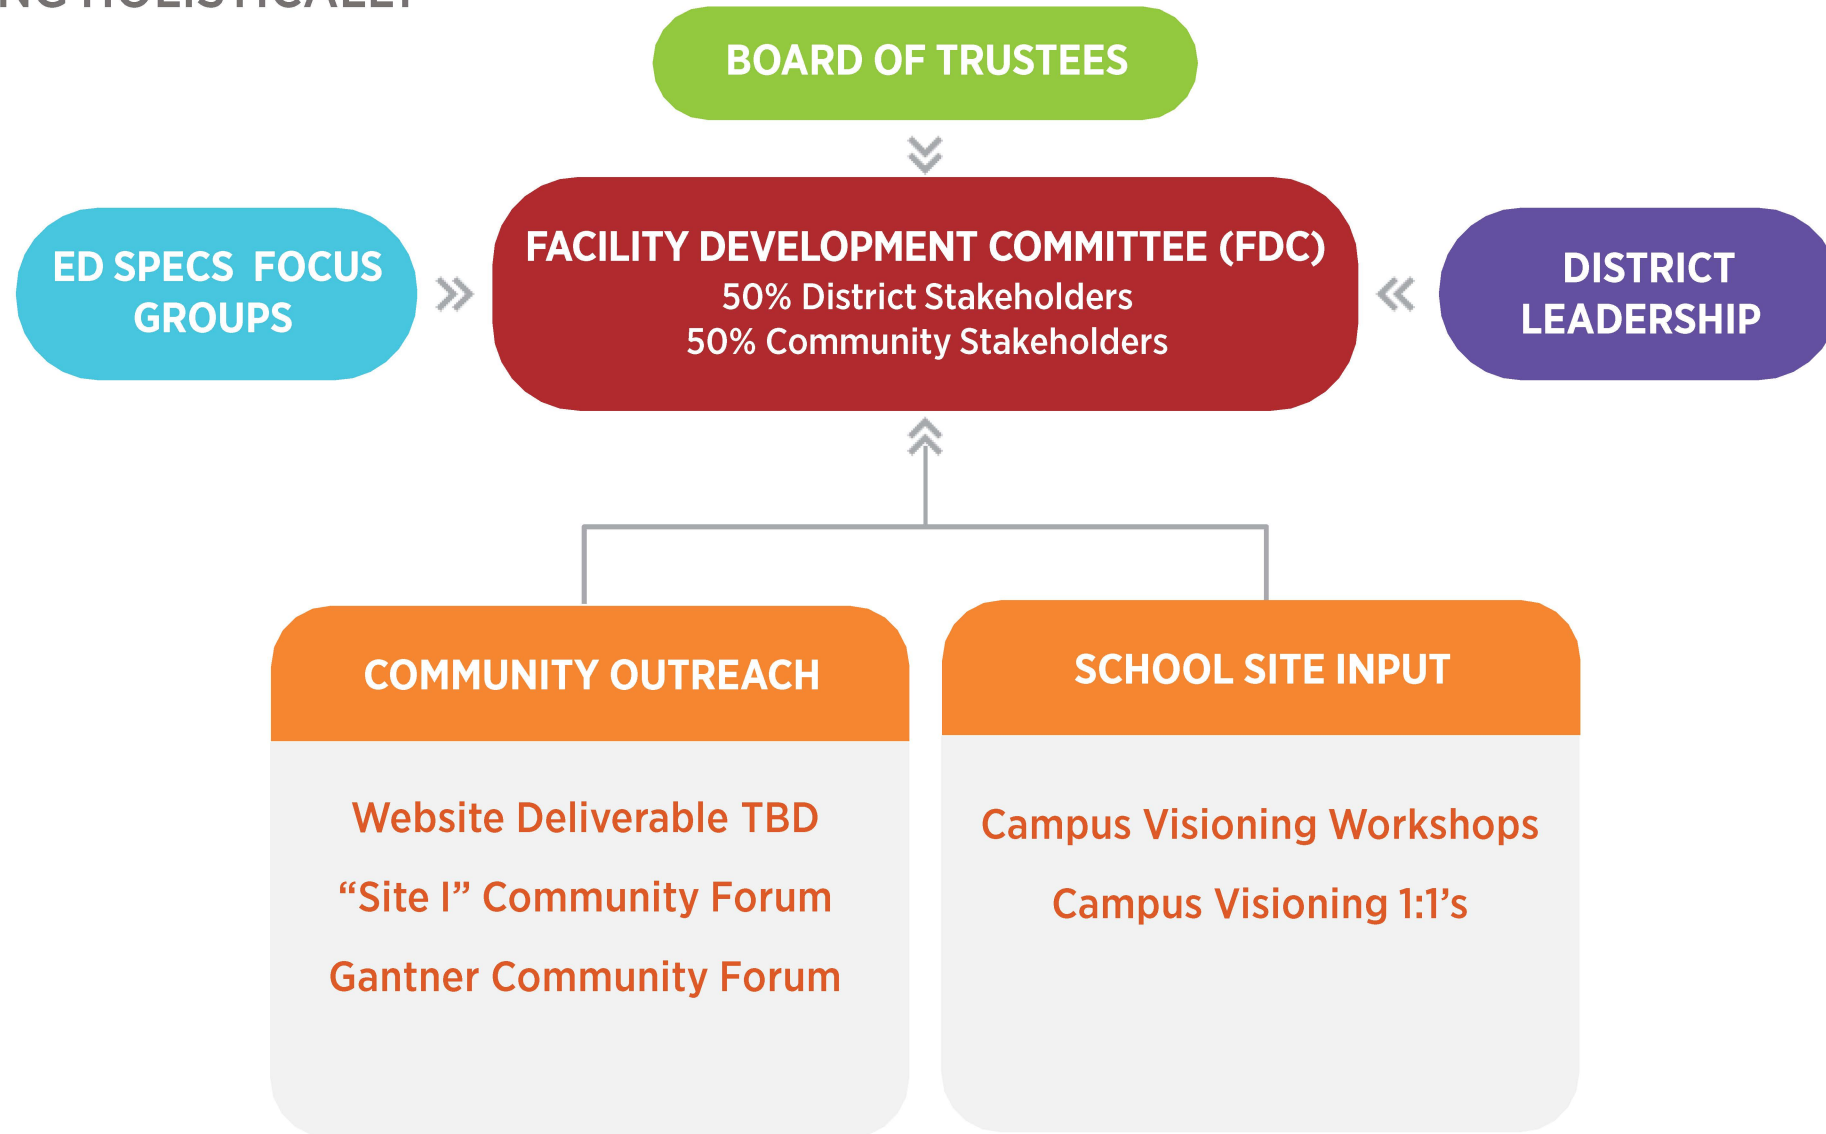 HOLISTICALLY
BOARD OF TRUSTEES
ED SPECS FOCUS
GROUPS
FACILITY DEVELOPMENT COMMITTEE (FDC)
50% District Stakeholders
50% Community Stakeholders
DISTRICT
LEADERSHIP
COMMUNITY OUTREACH
Website Deliverable TBD
“Site I” Community Forum
Gantner Community Forum
SCHOOL SITE INPUT
Campus Visioning Workshops
Campus Visioning 1:1’s